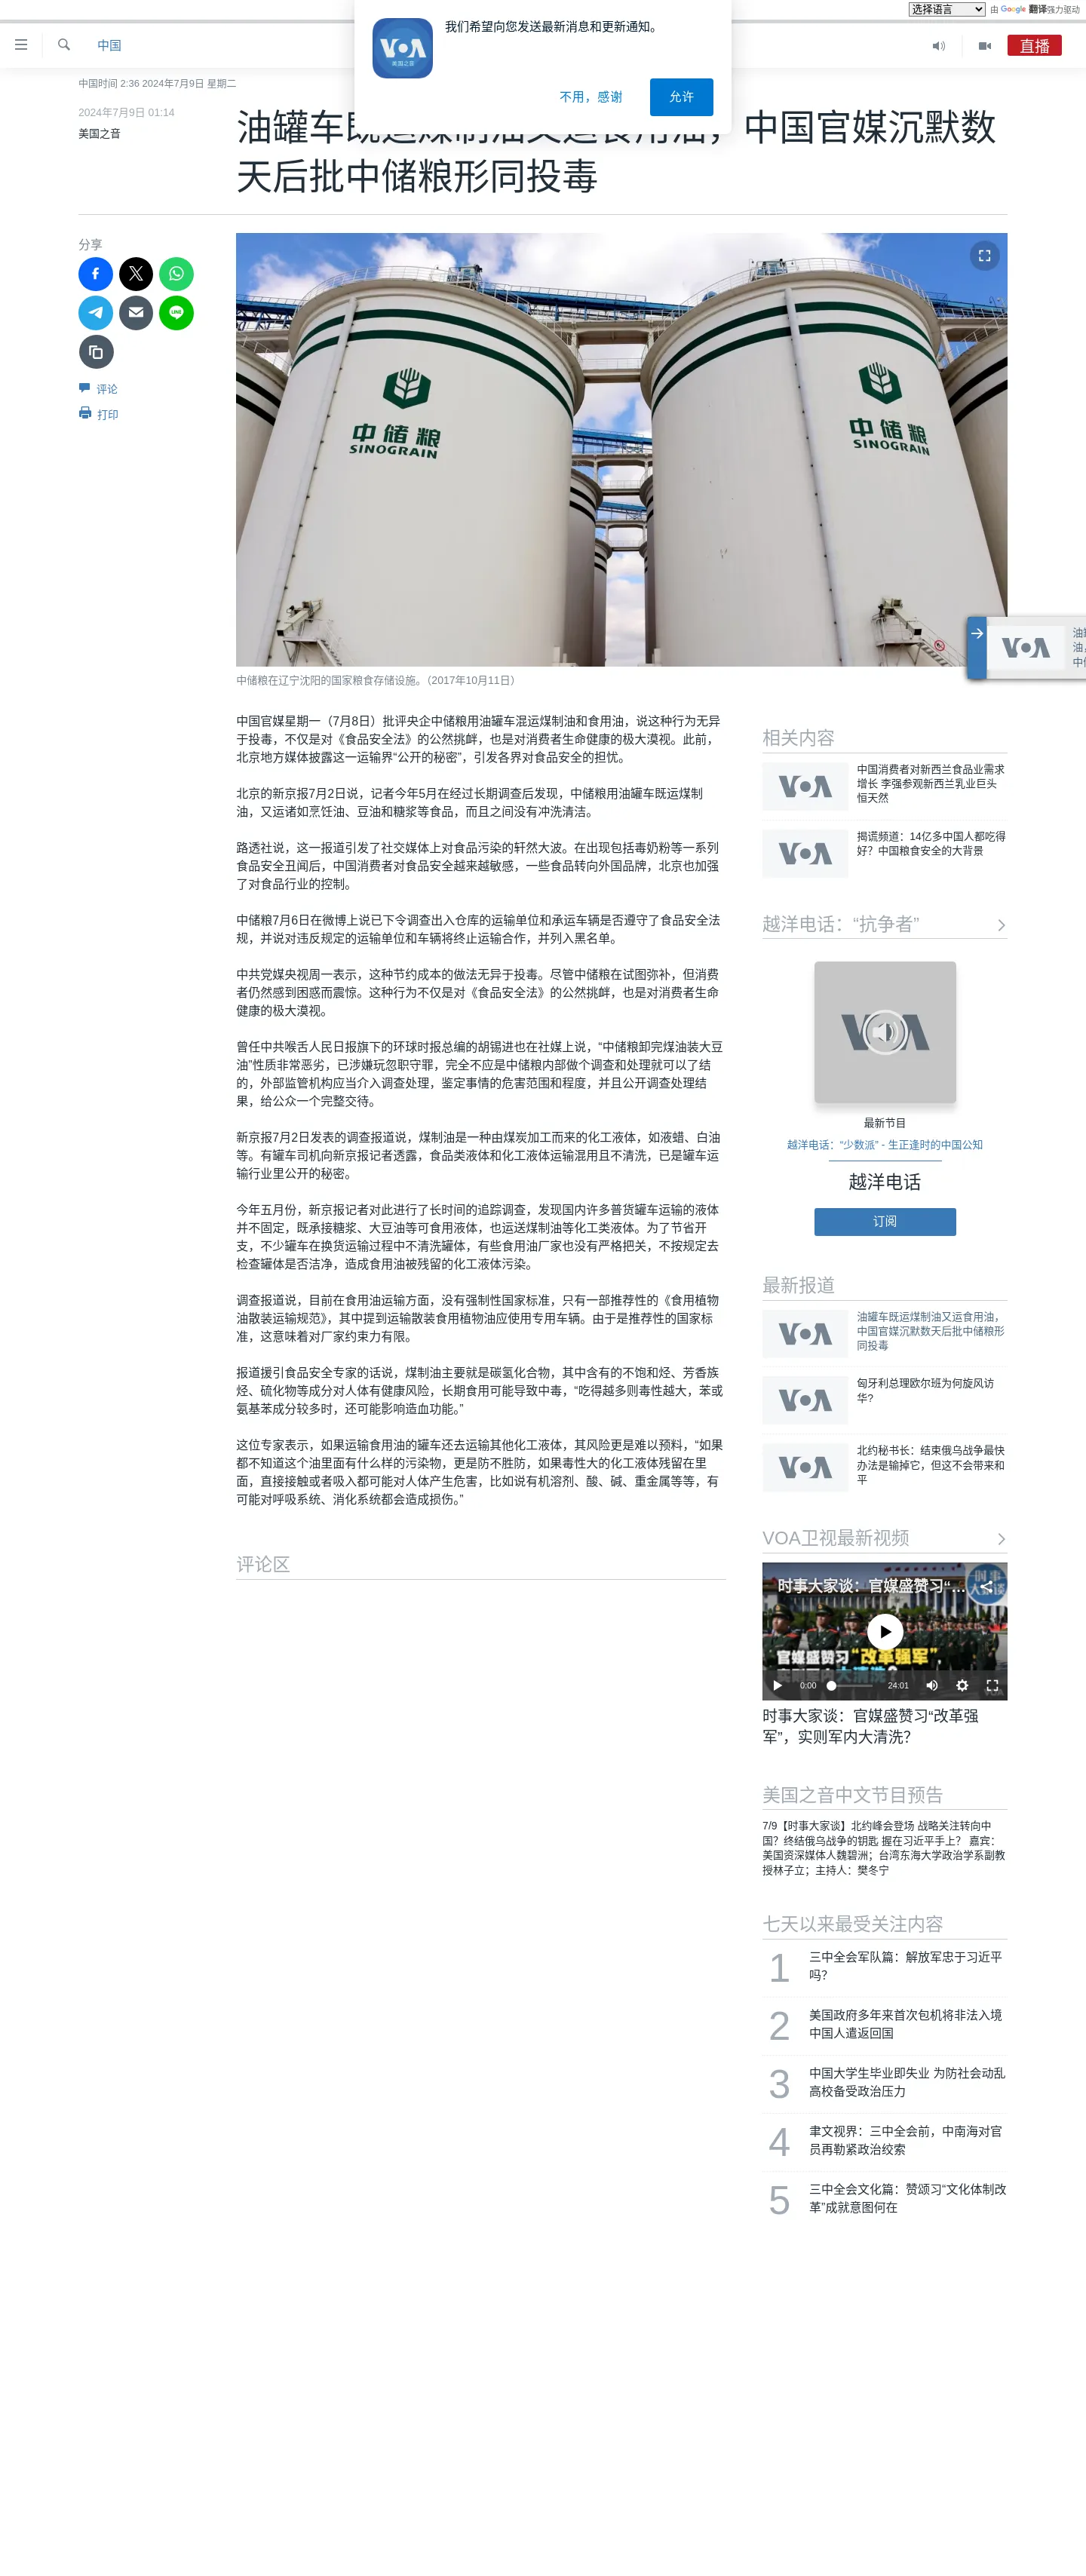 选择语言
由 Google 翻译强力驱动
我们希望向您发送最新消息和更新通知。
VOA
美国之音
不用，感谢
允许
中国
直播
中国时间 2:36 2024年7月9日 星期二
2024年7月9日 01:14
美国之音
油罐车既运煤制油又运食用油，中国官媒沉默数
天后批中储粮形同投毒
分享
评论
打印
中储粮
SINOGRAIN
中储粮
SINOGRAIN
中储粮在辽宁沈阳的国家粮食存储设施。（2017年10月11日）
VOA
油罐
油，
中储
中国官媒星期一（7月8日）批评央企中储粮用油罐车混运煤制油和食用油，说这种行为无异
于投毒，不仅是对《食品安全法》的公然挑衅，也是对消费者生命健康的极大漠视。此前，
北京地方媒体披露这一运输界“公开的秘密”，引发各界对食品安全的担忧。
北京的新京报7月2日说，记者今年5月在经过长期调查后发现，中储粮用油罐车既运煤制
油，又运诸如烹饪油、豆油和糖浆等食品，而且之间没有冲洗清洁。
路透社说，这一报道引发了社交媒体上对食品污染的轩然大波。在出现包括毒奶粉等一系列
食品安全丑闻后，中国消费者对食品安全越来越敏感，一些食品转向外国品牌，北京也加强
了对食品行业的控制。
中储粮7月6日在微博上说已下令调查出入仓库的运输单位和承运车辆是否遵守了食品安全法
规，并说对违反规定的运输单位和车辆将终止运输合作，并列入黑名单。
中共党媒央视周一表示，这种节约成本的做法无异于投毒。尽管中储粮在试图弥补，但消费
者仍然感到困惑而震惊。这种行为不仅是对《食品安全法》的公然挑衅，也是对消费者生命
健康的极大漠视。
曾任中共喉舌人民日报旗下的环球时报总编的胡锡进也在社媒上说，“中储粮卸完煤油装大豆
油”性质非常恶劣，已涉嫌玩忽职守罪，完全不应是中储粮内部做个调查和处理就可以了结
的，外部监管机构应当介入调查处理，鉴定事情的危害范围和程度，并且公开调查处理结
果，给公众一个完整交待。
新京报7月2日发表的调查报道说，煤制油是一种由煤炭加工而来的化工液体，如液蜡、白油
等。有罐车司机向新京报记者透露，食品类液体和化工液体运输混用且不清洗，已是罐车运
输行业里公开的秘密。
今年五月份，新京报记者对此进行了长时间的追踪调查，发现国内许多普货罐车运输的液体
并不固定，既承接糖浆、大豆油等可食用液体，也运送煤制油等化工类液体。为了节省开
支，不少罐车在换货运输过程中不清洗罐体，有些食用油厂家也没有严格把关，不按规定去
检查罐体是否洁净，造成食用油被残留的化工液体污染。
调查报道说，目前在食用油运输方面，没有强制性国家标准，只有一部推荐性的《食用植物
油散装运输规范》，其中提到运输散装食用植物油应使用专用车辆。由于是推荐性的国家标
准，这意味着对厂家约束力有限。
报道援引食品安全专家的话说，煤制油主要就是碳氢化合物，其中含有的不饱和烃、芳香族
烃、硫化物等成分对人体有健康风险，长期食用可能导致中毒，“吃得越多则毒性越大，苯或
氨基苯成分较多时，还可能影响造血功能。”
这位专家表示，如果运输食用油的罐车还去运输其他化工液体，其风险更是难以预料，“如果
都不知道这个油里面有什么样的污染物，更是防不胜防，如果毒性大的化工液体残留在里
面，直接接触或者吸入都可能对人体产生危害，比如说有机溶剂、酸、碱、重金属等等，有
可能对呼吸系统、消化系统都会造成损伤。”
评论区
相关内容
VOA
中国消费者对新西兰食品业需求
增长 李强参观新西兰乳业巨头
恒天然
VOA
揭谎频道：14亿多中国人都吃得
好？中国粮食安全的大背景
越洋电话：“抗争者”
VOA
最新节目
越洋电话：“少数派” - 生正逢时的中国公知
越洋电话
订阅
最新报道
VOA
油罐车既运煤制油又运食用油，
中国官媒沉默数天后批中储粮形
同投毒
VOA
匈牙利总理欧尔班为何旋风访
华？
VOA
北约秘书长：结束俄乌战争最快
办法是输掉它，但这不会带来和
平
VOA卫视最新视频
时事大家谈：官媒盛赞习“...
时事
大家谈
官媒盛赞习“改革强军”，
实则军内大清洗？
0:00
24:01
VOA
时事大家谈：官媒盛赞习“改革强
军”，实则军内大清洗？
美国之音中文节目预告
7/9【时事大家谈】北约峰会登场 战略关注转向中
国？终结俄乌战争的钥匙 握在习近平手上？ 嘉宾：
美国资深媒体人魏碧洲；台湾东海大学政治学系副教
授林子立；主持人：樊冬宁
七天以来最受关注内容
1
三中全会军队篇：解放军忠于习近平
吗？
2
美国政府多年来首次包机将非法入境
中国人遣返回国
3
中国大学生毕业即失业 为防社会动乱
高校备受政治压力
4
聿文视界：三中全会前，中南海对官
员再勒紧政治绞索
5
三中全会文化篇：赞颂习“文化体制改
革”成就意图何在